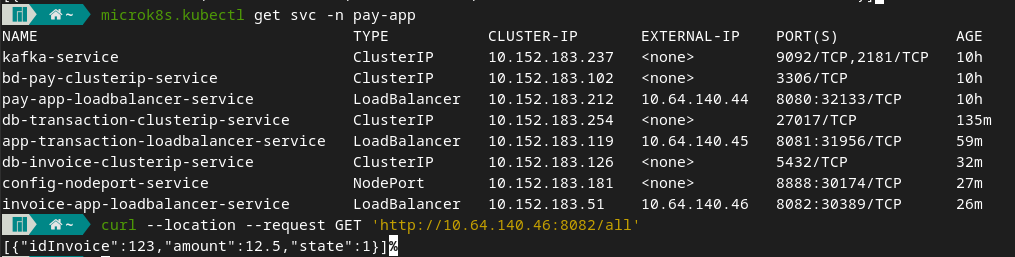 microk8s.kubectl get svc -n pay-app
NAME TYPE CLUSTER-IP EXTERNAL-IP PORT(S) AGE
kafka-service ClusterIP 10.152.183.237 <none> 9092/TCP,2181/TCP 10h
bd-pay-clusterip-service ClusterIP 10.152.183.102 <none> 3306/TCP 10h
pay-app-loadbalancer-service LoadBalancer 10.152.183.212 10.64.140.44 8080:32133/TCP 10h
db-transaction-clusterip-service ClusterIP 10.152.183.254 <none> 27017/TCP 135m
app-transaction-loadbalancer-service LoadBalancer 10.152.183.119 10.64.140.45 8081:31956/TCP 59m
db-invoice-clusterip-service ClusterIP 10.152.183.126 <none> 5432/TCP 32m
config-nodeport-service NodePort 10.152.183.181 <none> 8888:30174/TCP 27m
invoice-app-loadbalancer-service LoadBalancer 10.152.183.51 10.64.140.46 8082:30389/TCP 26m
~ curl --location --request GET 'http://10.64.140.46:8082/all'
[{"idInvoice":123,"amount":12.5,"state":1}]%